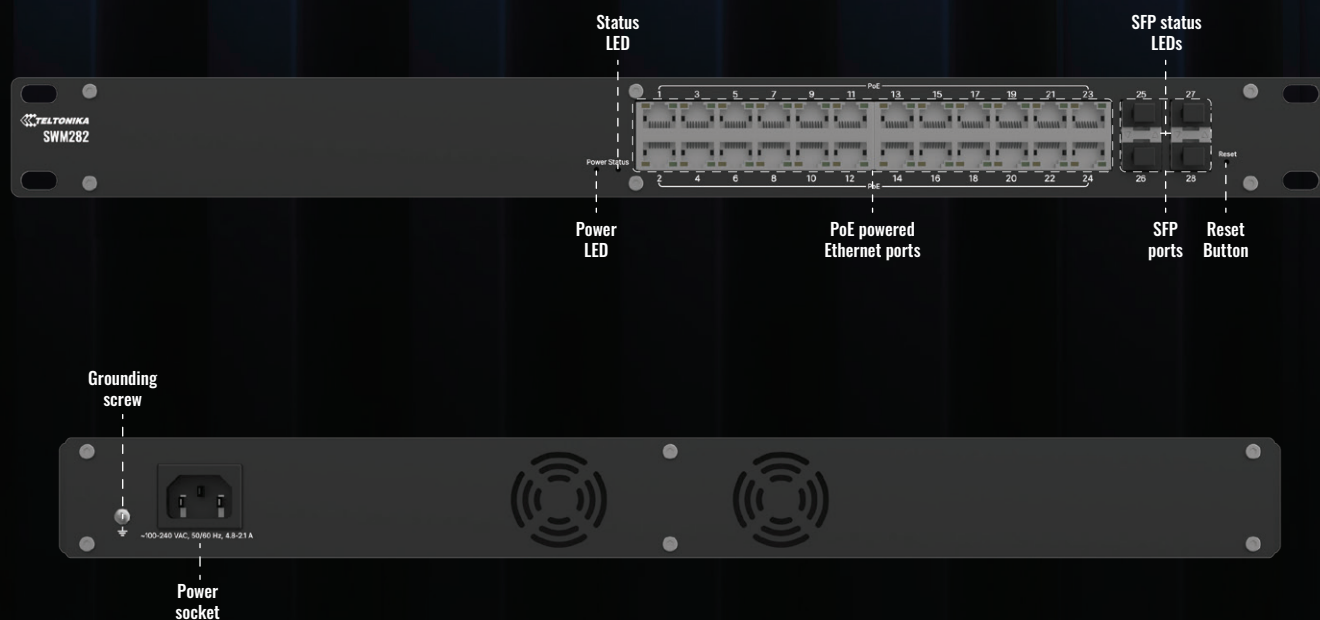 Status
LED
SFP status
LEDs
PoE
1 3 5 7 9 11 13 15 17 19 21 23 25 27
TELTONIKA
SWM282
Power Status
Reset
2 4 6 8 10 12 14 16 18 20 22 24 26 28
PoE
Power
LED
PoE powered
Ethernet ports
SFP
ports
Reset
Button
Grounding
screw
~100-240 VAC, 50/60 Hz, 4.8-2.1 A
Power
socket